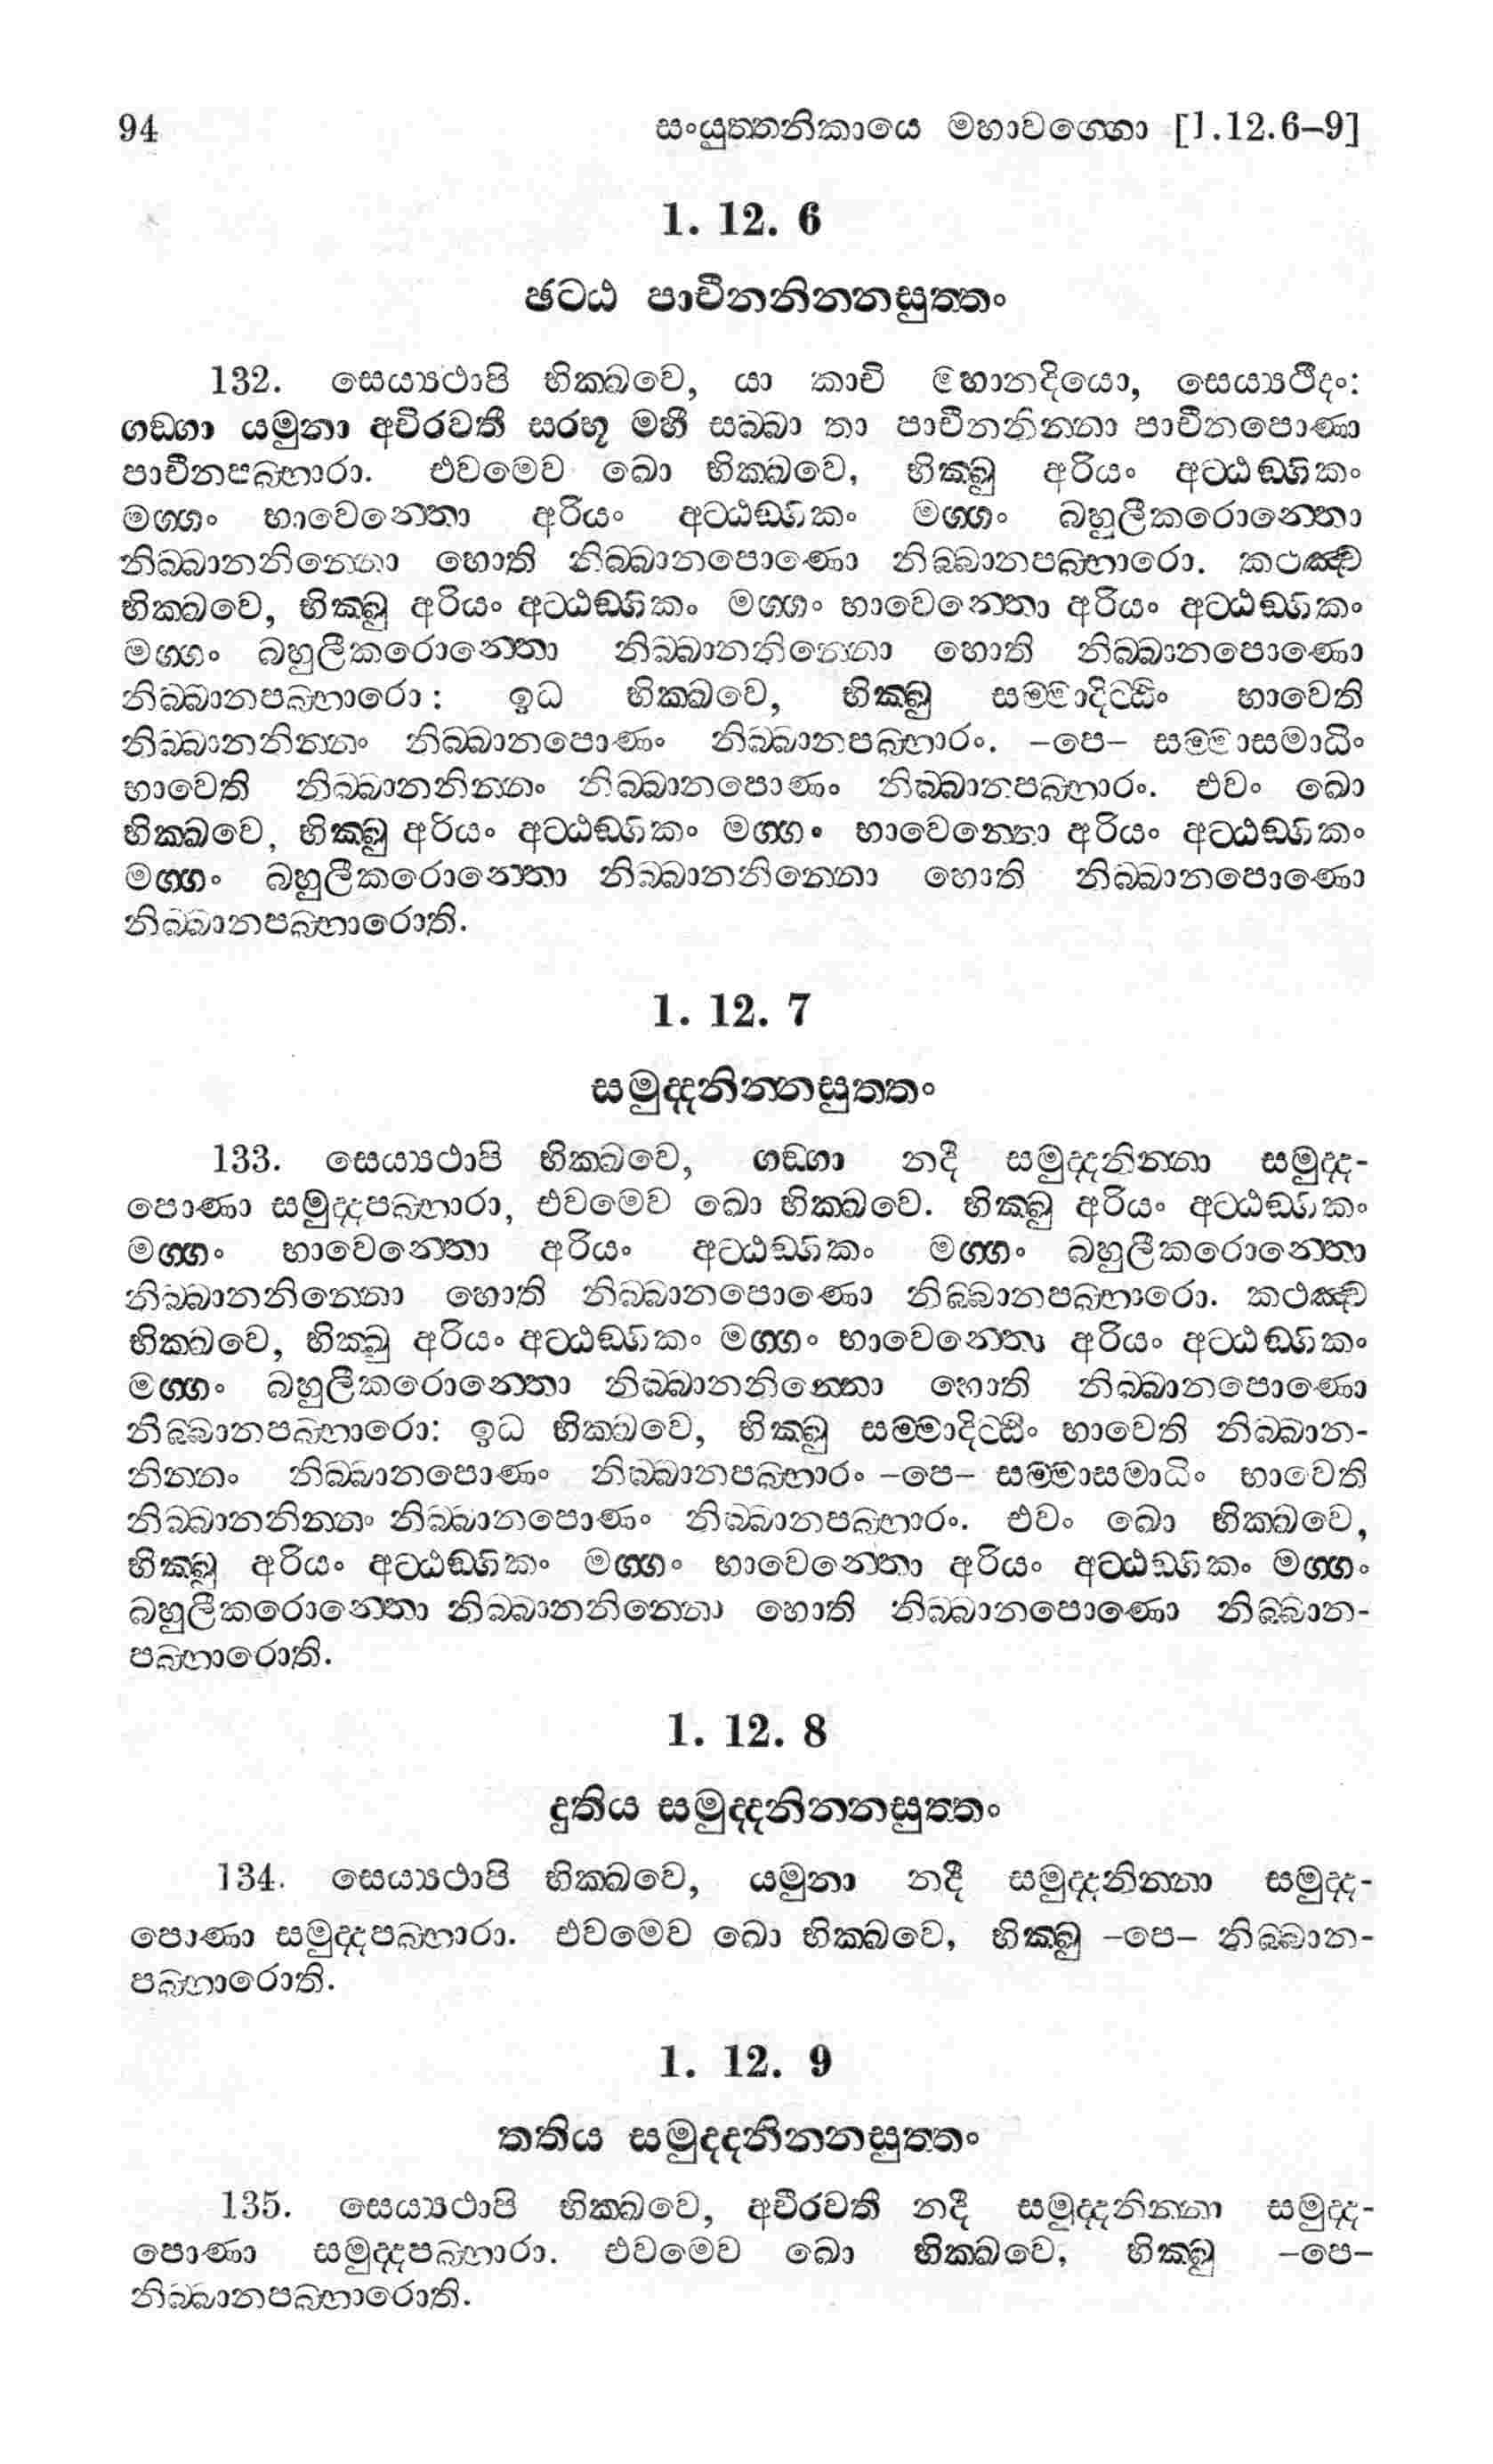 94 සංයුත්තනිකායෙ මහාවග්ගො [1.12.6–9]
1. 12. 6
ඡට්ඨ පාචීනනින්නසුත්තං
132. සෙය්‍යථාපි භික්ඛවෙ, යා කාචි මහානදියො, සෙය්‍යථීදං:
ගඞ්ගා යමුනා අචිරවතී සරභූ මහී සබ්බා තා පාචීනනින්නා පාචීනපොණා
පාචීනපබ්භාරා. එවමෙව ඛො භික්ඛවෙ, භික්ඛු අරියං අට්ඨඞ්ගිකං
මග්ගං භාවෙන්තො අරියං අට්ඨඞ්ගිකං මග්ගං බහුලීකරොන්තො
නිබ්බානනින්නො හොති නිබ්බානපොණො නිබ්බානපබ්භාරො. කථඤ්ච
භික්ඛවෙ, භික්ඛු අරියං අට්ඨඞ්ගිකං මග්ගං භාවෙන්තො අරියං අට්ඨඞ්ගිකං
මග්ගං බහුලීකරොන්තො නිබ්බානනින්නො හොති නිබ්බානපොණො
නිබ්බානපබ්භාරො: ඉධ භික්ඛවෙ, භික්ඛු සම්මාදිට්ඨිං භාවෙති
නිබ්බානනින්නං නිබ්බානපොණං නිබ්බානපබ්භාරං. –පෙ– සම්මාසමාධිං
භාවෙති නිබ්බානනින්නං නිබ්බානපොණං නිබ්බානපබ්භාරං. එවං ඛො
භික්ඛවෙ, භික්ඛු අරියං අට්ඨඞ්ගිකං මග්ගං භාවෙන්තො අරියං අට්ඨඞ්ගිකං
මග්ගං බහුලීකරොන්තො නිබ්බානනින්නො හොති නිබ්බානපොණො
නිබ්බානපබ්භාරොති.
1. 12. 7
සමුද්දනින්නසුත්තං
133. සෙය්‍යථාපි භික්ඛවෙ, ගඞ්ගා නදී සමුද්දනින්නා සමුද්ද-
පොණා සමුද්දපබ්භාරා, එවමෙව ඛො භික්ඛවෙ. භික්ඛු අරියං අට්ඨඞ්ගිකං
මග්ගං භාවෙන්තො අරියං අට්ඨඞ්ගිකං මග්ගං බහුලීකරොන්තො
නිබ්බානනින්නො හොති නිබ්බානපොණො නිබ්බානපබ්භාරො. කථඤ්ච
භික්ඛවෙ, භික්ඛු අරියං අට්ඨඞ්ගිකං මග්ගං භාවෙන්තො අරියං අට්ඨඞ්ගිකං
මග්ගං බහුලීකරොන්තො නිබ්බානනින්නො හොති නිබ්බානපොණො
නිබ්බානපබ්භාරො: ඉධ භික්ඛවෙ, භික්ඛු සම්මාදිට්ඨිං භාවෙති නිබ්බාන-
නින්නං නිබ්බානපොණං නිබ්බානපබ්භාරං –පෙ– සම්මාසමාධිං භාවෙති
නිබ්බානනින්නං නිබ්බානපොණං නිබ්බානපබ්භාරං. එවං ඛො භික්ඛවෙ,
භික්ඛු අරියං අට්ඨඞ්ගිකං මග්ගං භාවෙන්තො අරියං අට්ඨඞ්ගිකං මග්ගං
බහුලීකරොන්තො නිබ්බානනින්නො හොති නිබ්බානපොණො නිබ්බාන-
පබ්භාරොති.
1. 12. 8
දුතිය සමුද්දනින්නසුත්තං
134. සෙය්‍යථාපි භික්ඛවෙ, යමුනා නදී සමුද්දනින්නා සමුද්ද-
පොණා සමුද්දපබ්භාරා. එවමෙව ඛො භික්ඛවෙ, භික්ඛු –පෙ– නිබ්බාන-
පබ්භාරොති.
1. 12. 9
තතිය සමුද්දනින්නසුත්තං
135. සෙය්‍යථාපි භික්ඛවෙ, අචීරවතී නදී සමුද්දනින්නා සමුද්ද-
පොණා සමුද්දපබ්භාරා. එවමෙව ඛො භික්ඛවෙ, භික්ඛු –පෙ–
නිබ්බානපබ්භාරොති.